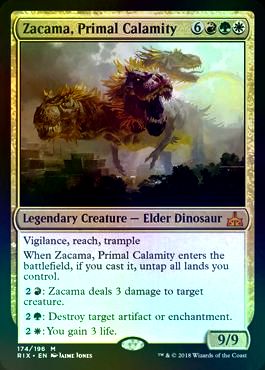 Zacama, Primal Calamity 6
Legendary Creature — Elder Dinosaur
Vigilance, reach, trample
When Zacama, Primal Calamity enters the
battlefield, if you cast it, untap all lands you
control.
2 : Zacama deals 3 damage to target
creature.
2 : Destroy target artifact or enchantment.
2 : You gain 3 life.
9/9
174/196 M
RIX • EN JAIME JONES
™ & © 2018 Wizards of the Coast